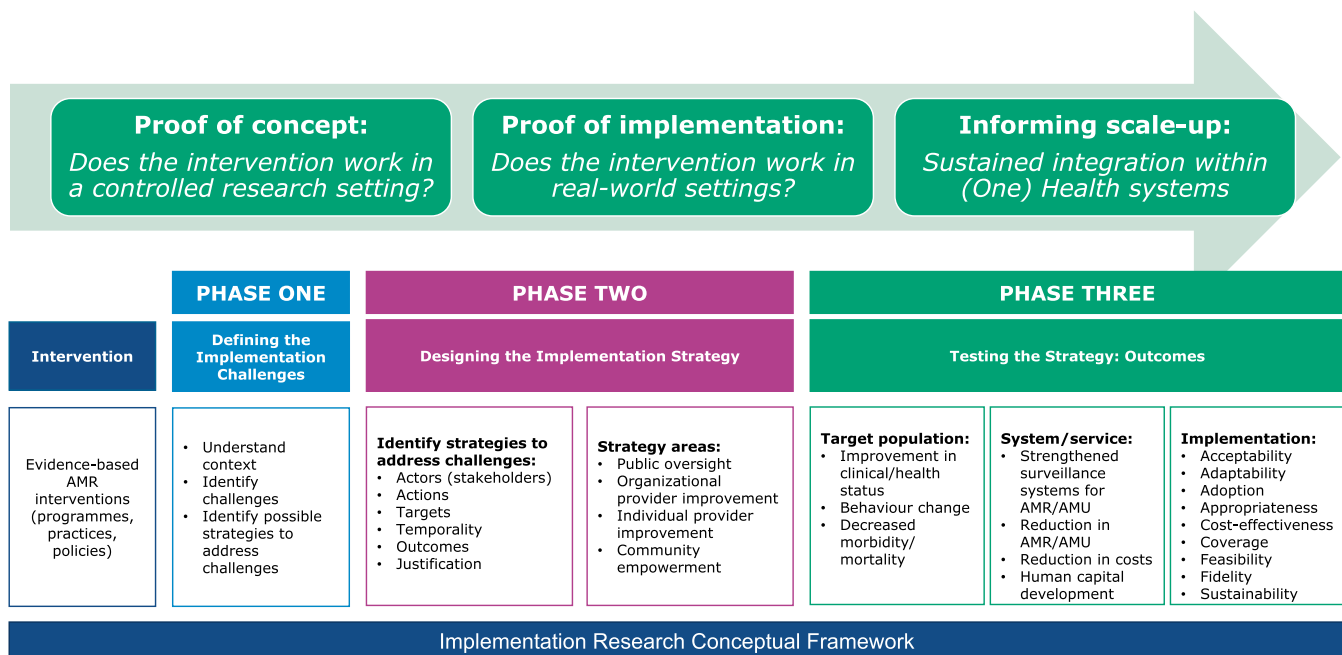 Proof of concept:
Does the intervention work in
a controlled research setting?
Proof of implementation:
Does the intervention work in
real-world settings?
Informing scale-up:
Sustained integration within
(One) Health systems
PHASE ONE
PHASE TWO
PHASE THREE
Intervention
Defining the
Implementation
Challenges
Designing the Implementation Strategy
Testing the Strategy: Outcomes
Evidence-based
AMR
interventions
(programmes,
practices,
policies)
• Understand
context
• Identify
challenges
• Identify possible
strategies to
address
challenges
Identify strategies to
address challenges:
• Actors (stakeholders)
• Actions
• Targets
• Temporality
• Outcomes
• Justification
Strategy areas:
• Public oversight
• Organizational
provider improvement
• Individual provider
improvement
• Community
empowerment
Target population:
• Improvement in
clinical/health
status
• Behaviour change
• Decreased
morbidity/
mortality
System/service:
• Strengthened
surveillance
systems for
AMR/AMU
• Reduction in
AMR/AMU
• Reduction in costs
• Human capital
development
Implementation:
• Acceptability
• Adaptability
• Adoption
• Appropriateness
• Cost-effectiveness
• Coverage
• Feasibility
• Fidelity
• Sustainability
Implementation Research Conceptual Framework